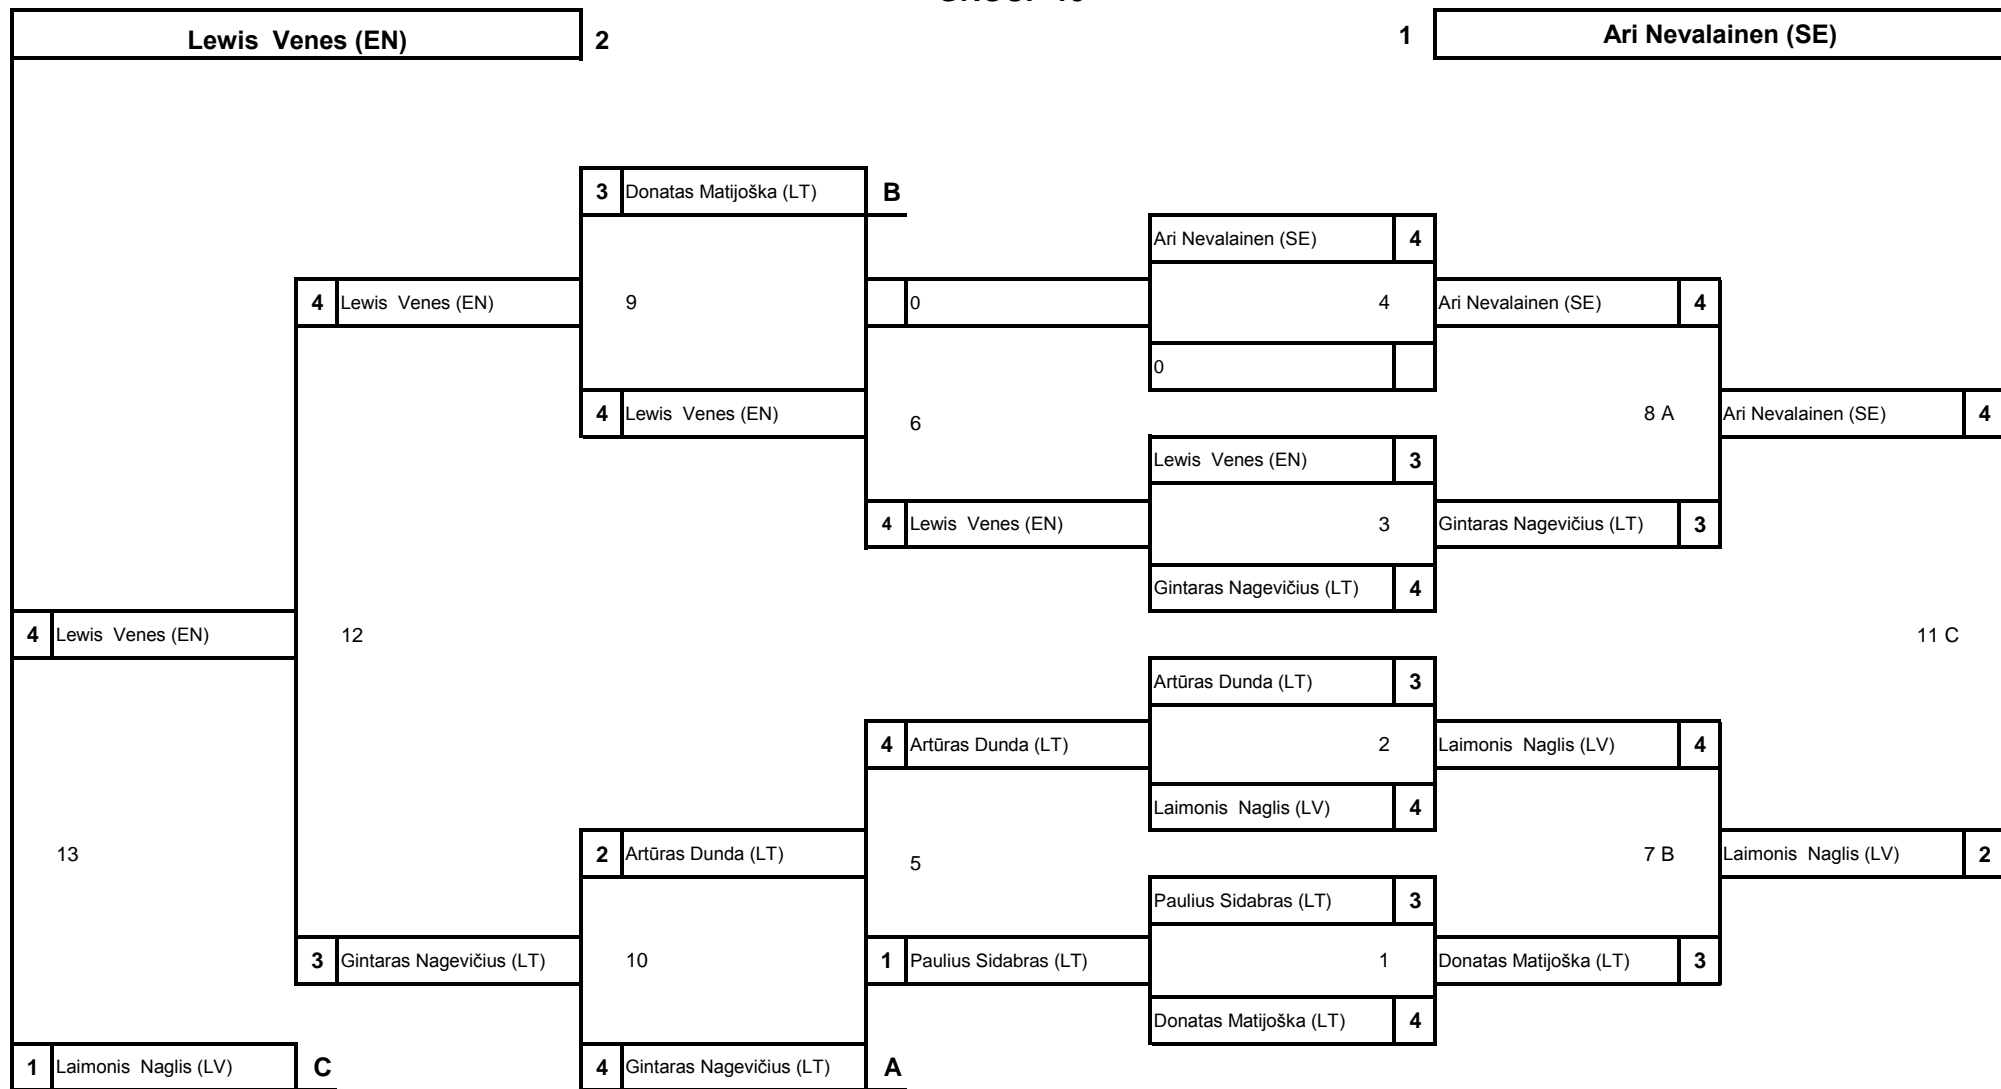 Lewis  Venes (EN) 2 1 Ari Nevalainen (SE)
3 Donatas Matijoška (LT) B
Ari Nevalainen (SE) 4
4 Lewis  Venes (EN) 9 0 4 Ari Nevalainen (SE) 4
0
4 Lewis  Venes (EN) 6 8 A Ari Nevalainen (SE) 4
Lewis  Venes (EN) 3
4 Lewis  Venes (EN) 3 Gintaras Nagevičius (LT) 3
Gintaras Nagevičius (LT) 4
4 Lewis  Venes (EN) 12 11 C
Artūras Dunda (LT) 3
4 Artūras Dunda (LT) 2 Laimonis  Naglis (LV) 4
Laimonis  Naglis (LV) 4
13 2 Artūras Dunda (LT) 5 7 B Laimonis  Naglis (LV) 2
Paulius Sidabras (LT) 3
3 Gintaras Nagevičius (LT) 10 1 Paulius Sidabras (LT) 1 Donatas Matijoška (LT) 3
Donatas Matijoška (LT) 4
1 Laimonis  Naglis (LV) C 4 Gintaras Nagevičius (LT) A